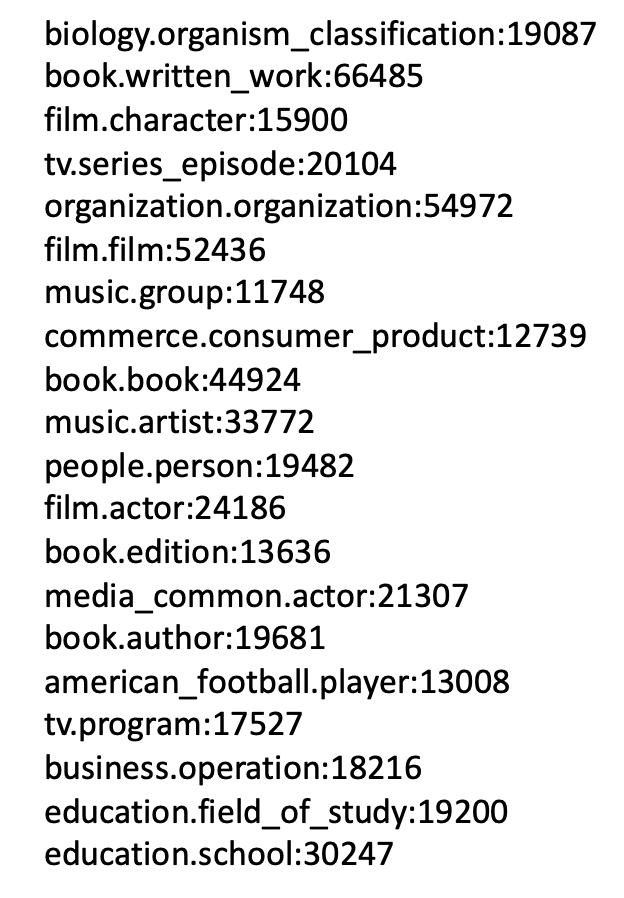 biology.organism_classification:19087
book.written_work:66485
film.character:15900
tv.series_episode:20104
organization.organization:54972
film.film:52436
music.group:11748
commerce.consumer_product:12739
book.book:44924
music.artist:33772
people.person:19482
film.actor:24186
book.edition:13636
media_common.actor:21307
book.author:19681
american_football.player:13008
tv.program:17527
business.operation:18216
education.field_of_study:19200
education.school:30247